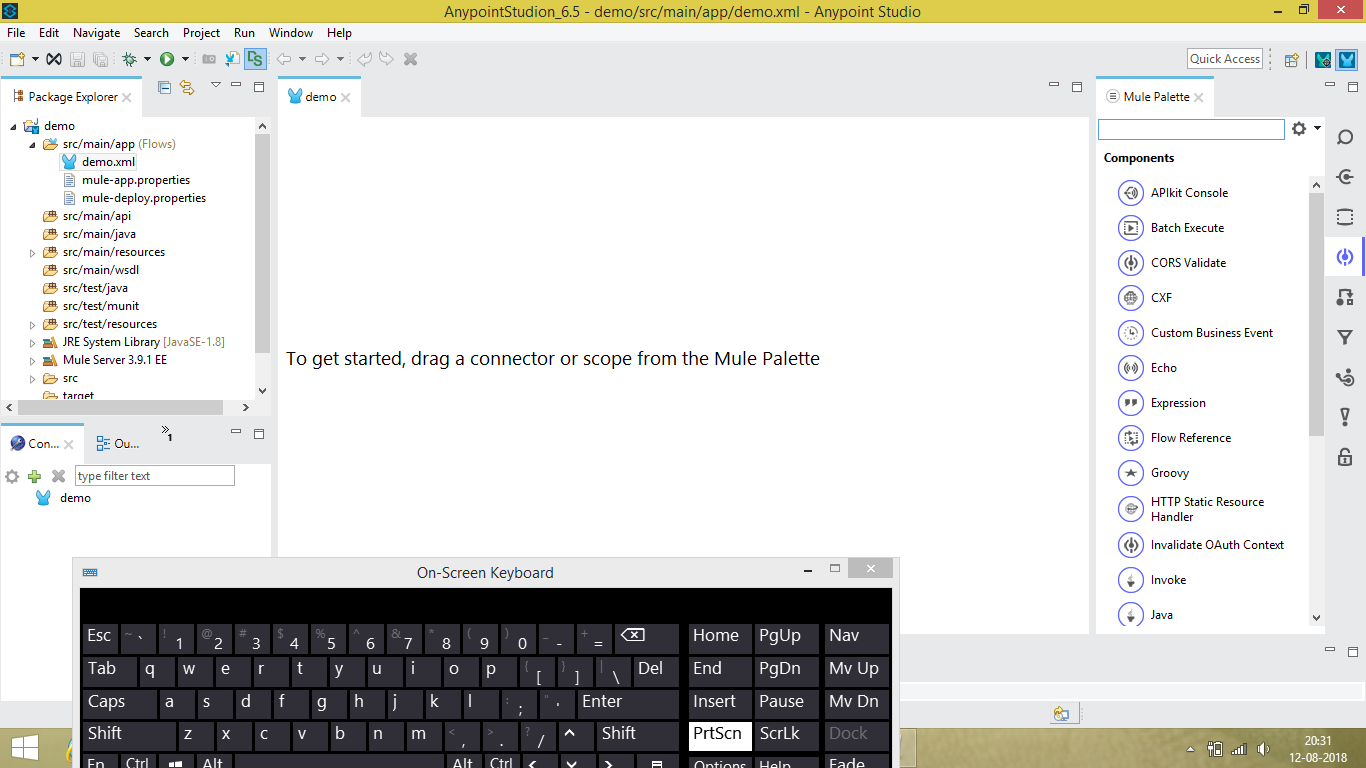 AnypointStudion_6.5 - demo/src/main/app/demo.xml - Anypoint Studio
File Edit Navigate Search Project Run Window Help
Quick Access
Package Explorer
demo
src/main/app (Flows)
demo.xml
mule-app.properties
mule-deploy.properties
src/main/api
src/main/java
src/main/resources
src/main/wsdl
src/test/java
src/test/munit
src/test/resources
JRE System Library [JavaSE-1.8]
Mule Server 3.9.1 EE
src
target
Con... Ou... »1
type filter text
demo
demo
To get started, drag a connector or scope from the Mule Palette
Mule Palette
Components
APIkit Console
Batch Execute
CORS Validate
CXF
Custom Business Event
Echo
Expression
Flow Reference
Groovy
HTTP Static Resource
Handler
Invalidate OAuth Context
Invoke
Java
On-Screen Keyboard
Esc ~ ` ! 1 @ 2 # 3 $ 4 % 5 ^ 6 & 7 * 8 ( 9 ) 0 _ - + = Home PgUp Nav
Tab q w e r t y u i o p { [ } ] | \ Del End PgDn Mv Up
Caps a s d f g h j k l : ; " ' Enter Insert Pause Mv Dn
Shift z x c v b n m < , > . ? / ^ Shift PrtScn ScrLk Dock
Fn Ctrl Alt Alt Ctrl < v > Options Help Fade
20:31
12-08-2018